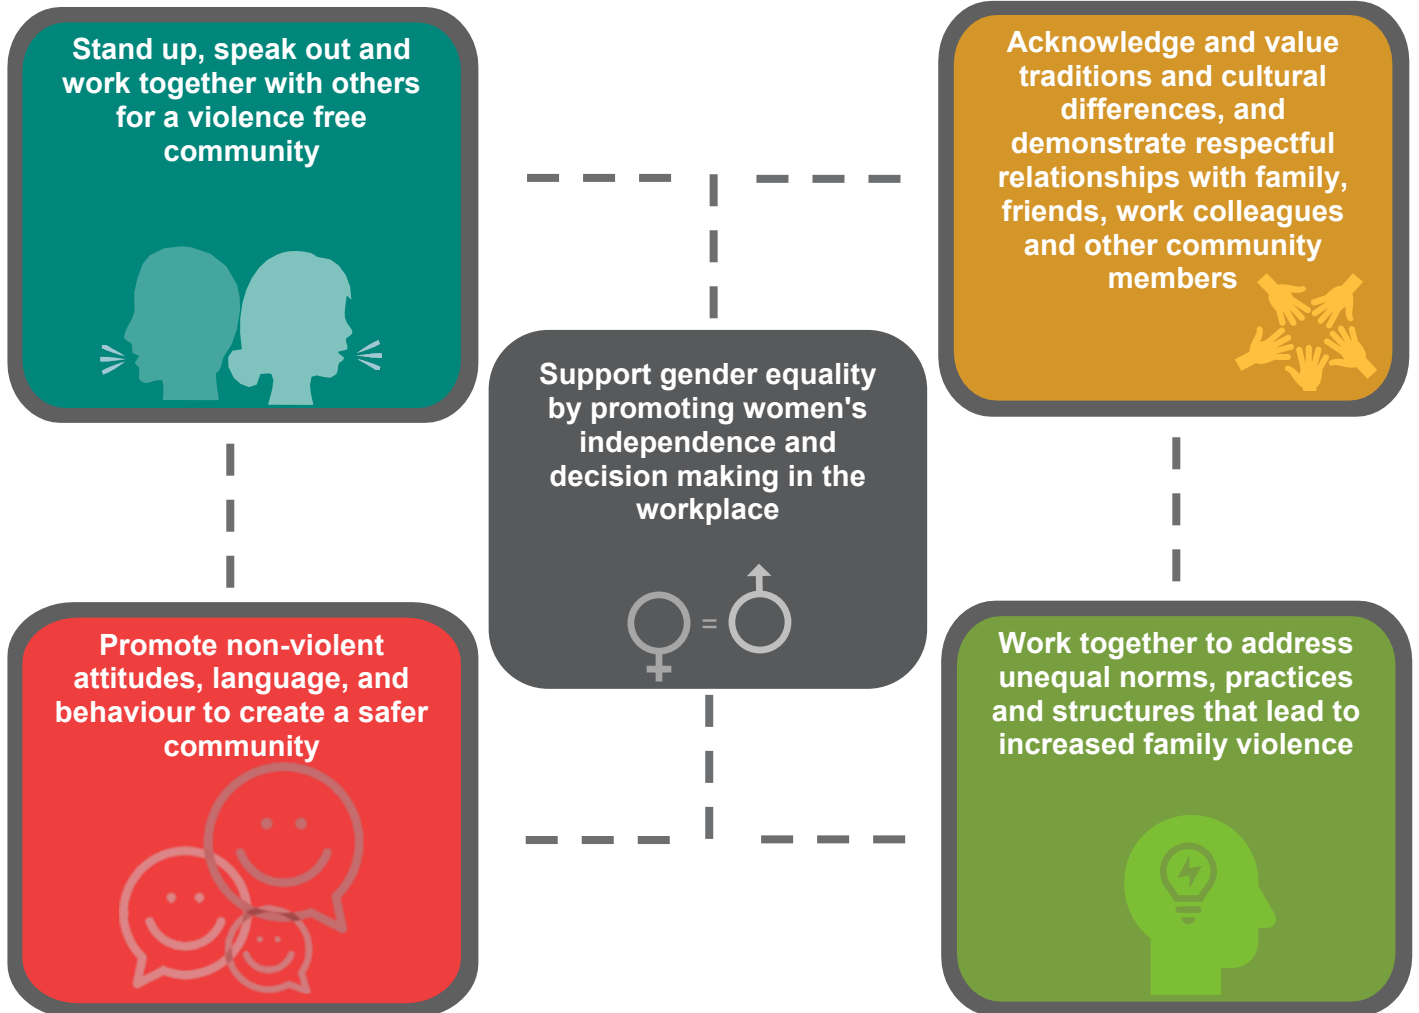 Stand up, speak out and
work together with others
for a violence free
community
Acknowledge and value
traditions and cultural
differences, and
demonstrate respectful
relationships with family,
friends, work colleagues
and other community
members
Support gender equality
by promoting women's
independence and
decision making in the
workplace
=
Promote non-violent
attitudes, language, and
behaviour to create a safer
community
Work together to address
unequal norms, practices
and structures that lead to
increased family violence